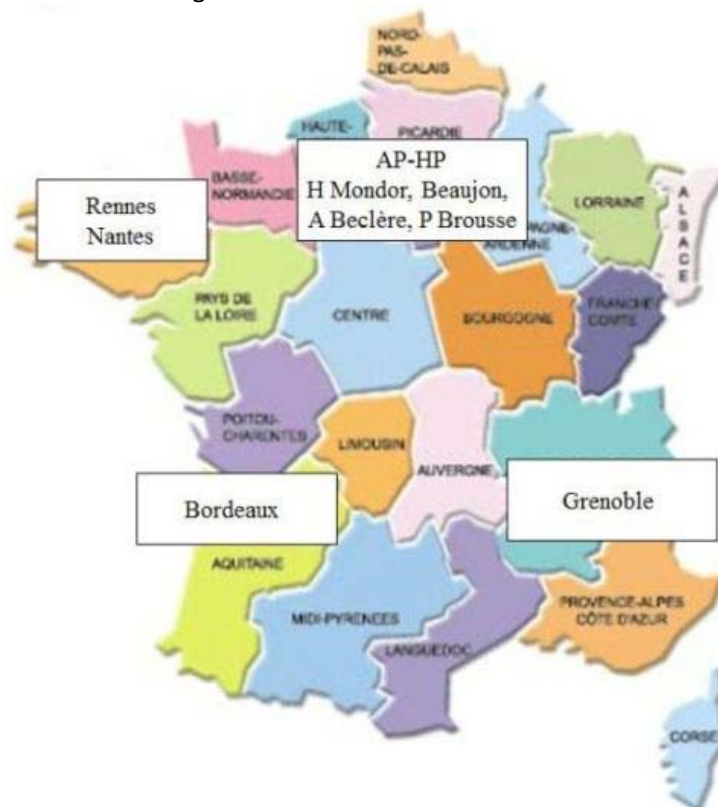 NORD-
PAS-
DE-CALAIS
HAUTE-
PICARDIE
BASSE-
NORMANDIE
AP-HP
H Mondor, Beaujon,
A Beclère, P Brousse
Rennes
Nantes
LORRAINE
ALSACE
ARDENNE
PAYS DE
LA LOIRE
CENTRE
BOURGOGNE
FRANCHE-
COMTE
POITOU-
CHARENTES
LIMOUSIN
AUVERGNE
Bordeaux
Grenoble
AQUITAINE
MIDI-PYRENEES
LANGUEDOC
PROVENCE-ALPES
CÔTE D'AZUR
CORSE